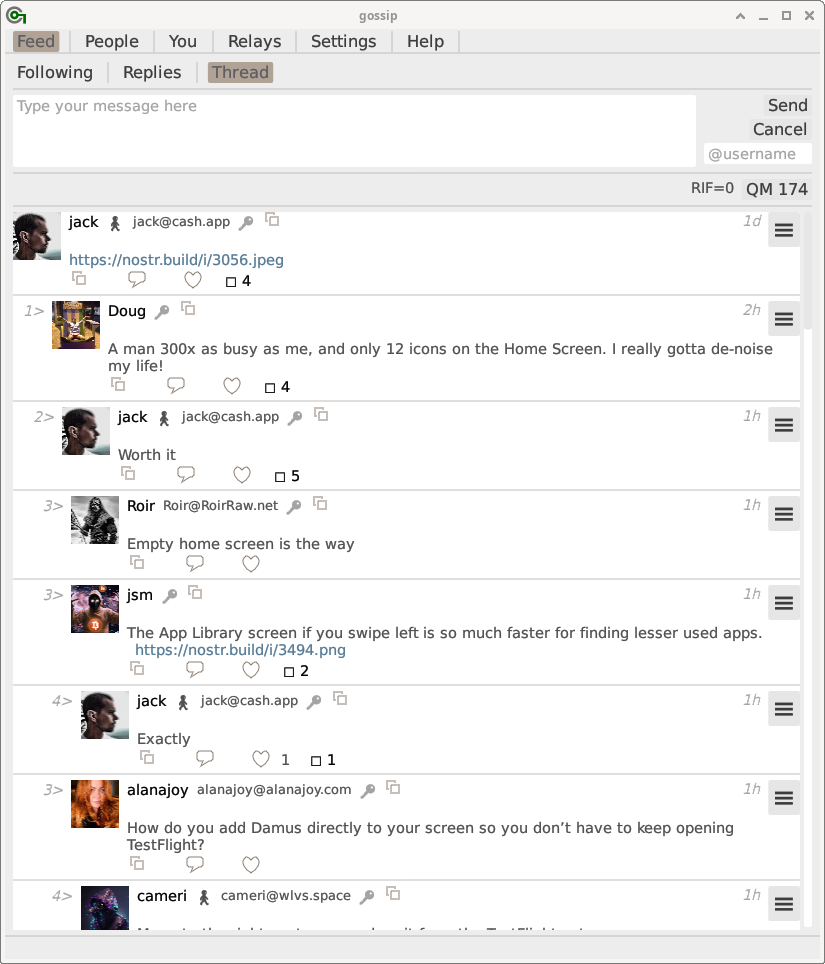 gossip
Feed People You Relays Settings Help
Following Replies Thread
Type your message here
Send
Cancel
@username
RIF=0 QM 174
jack jack@cash.app 1d
https://nostr.build/i/3056.jpeg
4
1> Doug 2h
A man 300x as busy as me, and only 12 icons on the Home Screen. I really gotta de-noise
my life!
4
2> jack jack@cash.app 1h
Worth it
5
3> Roir Roir@RoirRaw.net 1h
Empty home screen is the way
3> jsm 1h
The App Library screen if you swipe left is so much faster for finding lesser used apps.
https://nostr.build/i/3494.png
2
4> jack jack@cash.app 1h
Exactly
1 1
3> alanajoy alanajoy@alanajoy.com 1h
How do you add Damus directly to your screen so you don’t have to keep opening
TestFlight?
4> cameri cameri@wlvs.space 1h